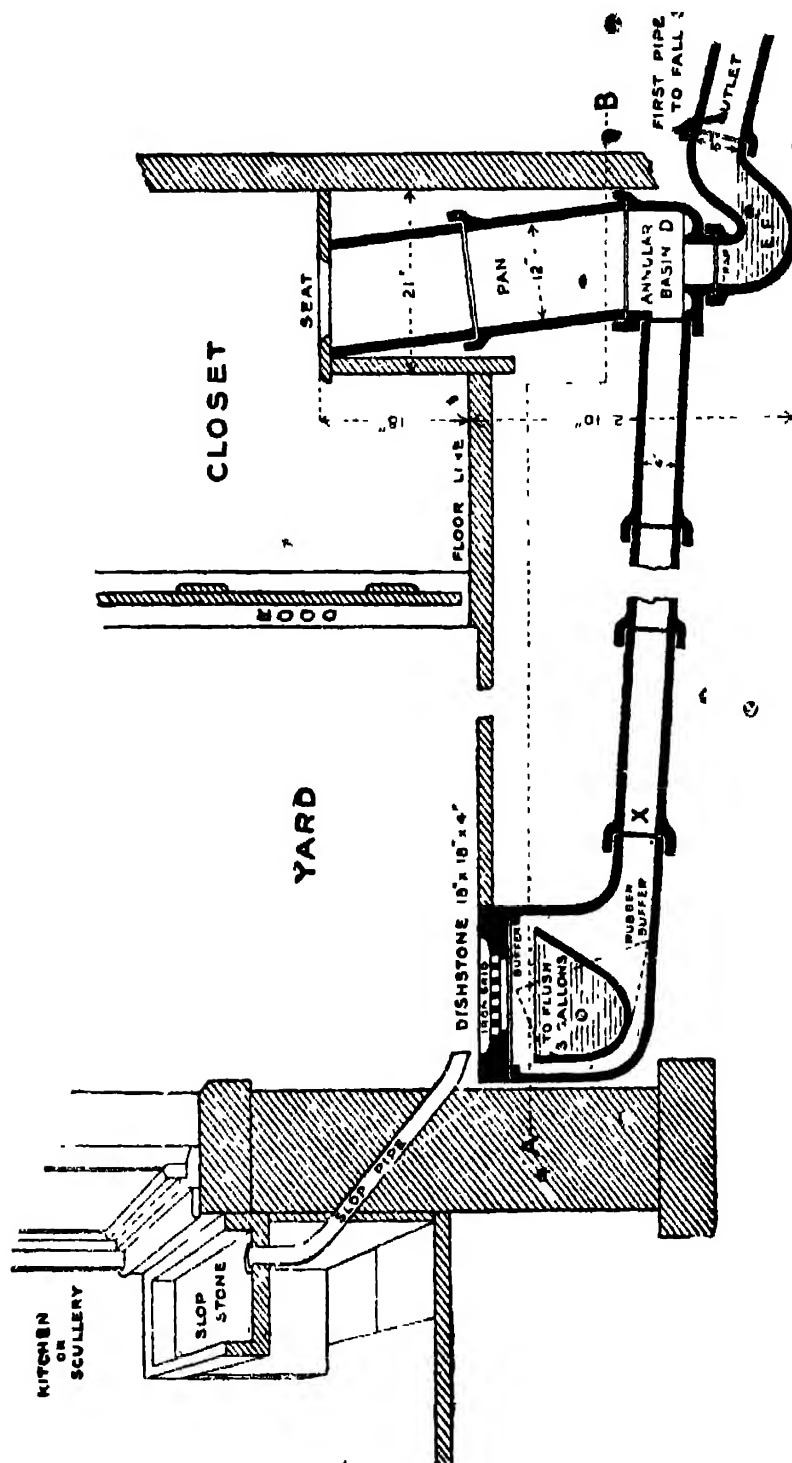 KITCHEN
OR
SCULLERY
SLOP
STONE
SLOP PIPE
YARD
DISHSTONE 18" x 18" x 4"
IRON GRID
BUFFER
TO FLUSH
3 GALLONS
RUBBER
BUFFER
X
A
DOOR
CLOSET
SEAT
FLOOR LINE
18"
21"
PAN
12"
2' 10"
4"
ANNULAR
BASIN D
B
TRAP
FIRST PIPE
TO FALL
OUTLET